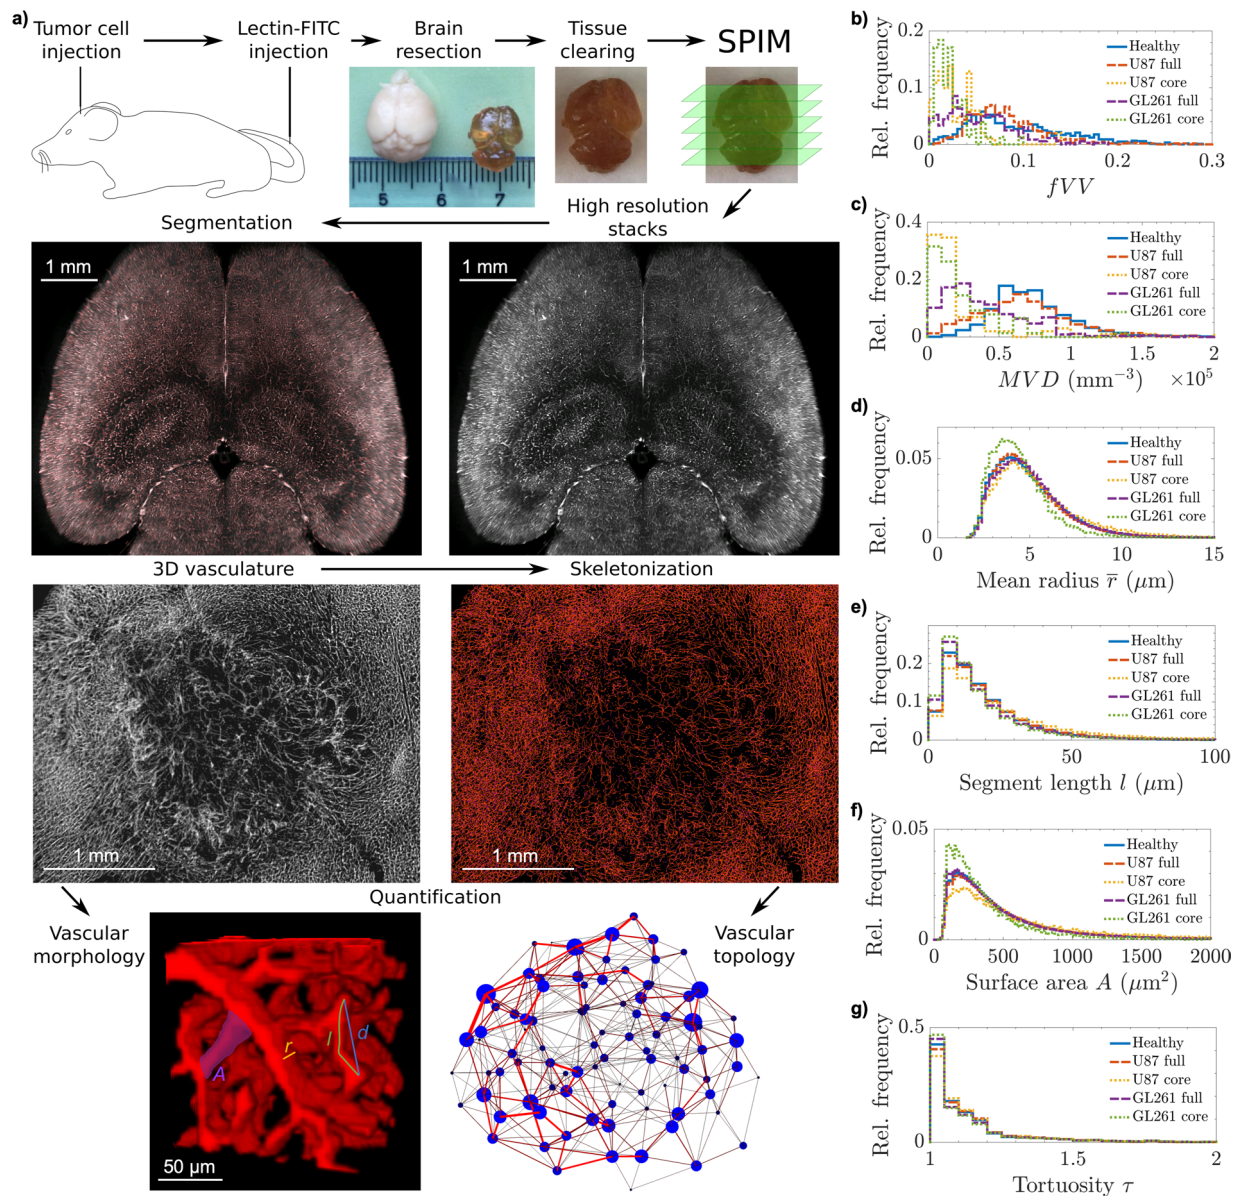 a)
Tumor cell
injection
Lectin-FITC
injection
Brain
resection
Tissue
clearing
SPIM
5 6 7
High resolution
stacks
Segmentation
1 mm
1 mm
3D vasculature
Skeletonization
1 mm
1 mm
Quantification
Vascular
morphology
Vascular
topology
A
r
l
d
50 µm
b)
Rel. frequency
0.2
0.1
0
0 0.1 0.2 0.3
fVV
Healthy
U87 full
U87 core
GL261 full
GL261 core
c)
Rel. frequency
0.4
0.2
0
0 0.5 1 1.5 2
MVD (mm⁻³) ×10⁵
Healthy
U87 full
U87 core
GL261 full
GL261 core
d)
Rel. frequency
0.05
0
0 5 10 15
Mean radius r̅ (µm)
Healthy
U87 full
U87 core
GL261 full
GL261 core
e)
Rel. frequency
0.2
0.1
0
0 50 100
Segment length l (µm)
Healthy
U87 full
U87 core
GL261 full
GL261 core
f)
Rel. frequency
0.05
0
0 400 1000 1600 2000
Surface area A (µm²)
Healthy
U87 full
U87 core
GL261 full
GL261 core
g)
Rel. frequency
0.5
0
1 1.5 2
Tortuosity τ
Healthy
U87 full
U87 core
GL261 full
GL261 core